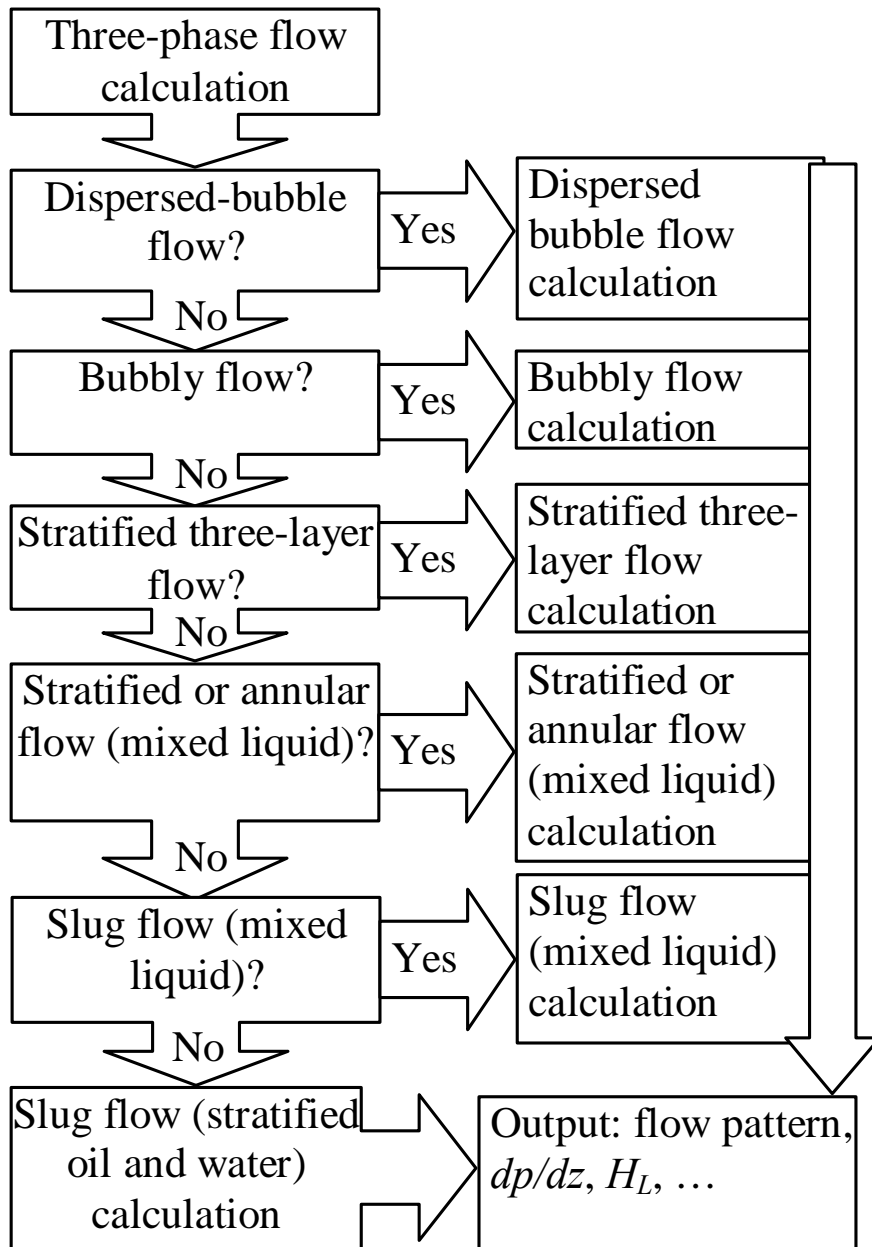 Three-phase flow
calculation
Dispersed-bubble
flow?
Yes
Dispersed
bubble flow
calculation
No
Bubbly flow?
Yes
Bubbly flow
calculation
No
Stratified three-layer
flow?
Yes
Stratified three-
layer flow
calculation
No
Stratified or annular
flow (mixed liquid)?
Yes
Stratified or
annular flow
(mixed liquid)
calculation
No
Slug flow (mixed
liquid)?
Yes
Slug flow
(mixed liquid)
calculation
No
Slug flow (stratified
oil and water)
calculation
Output: flow pattern,
dp/dz, H_L, …